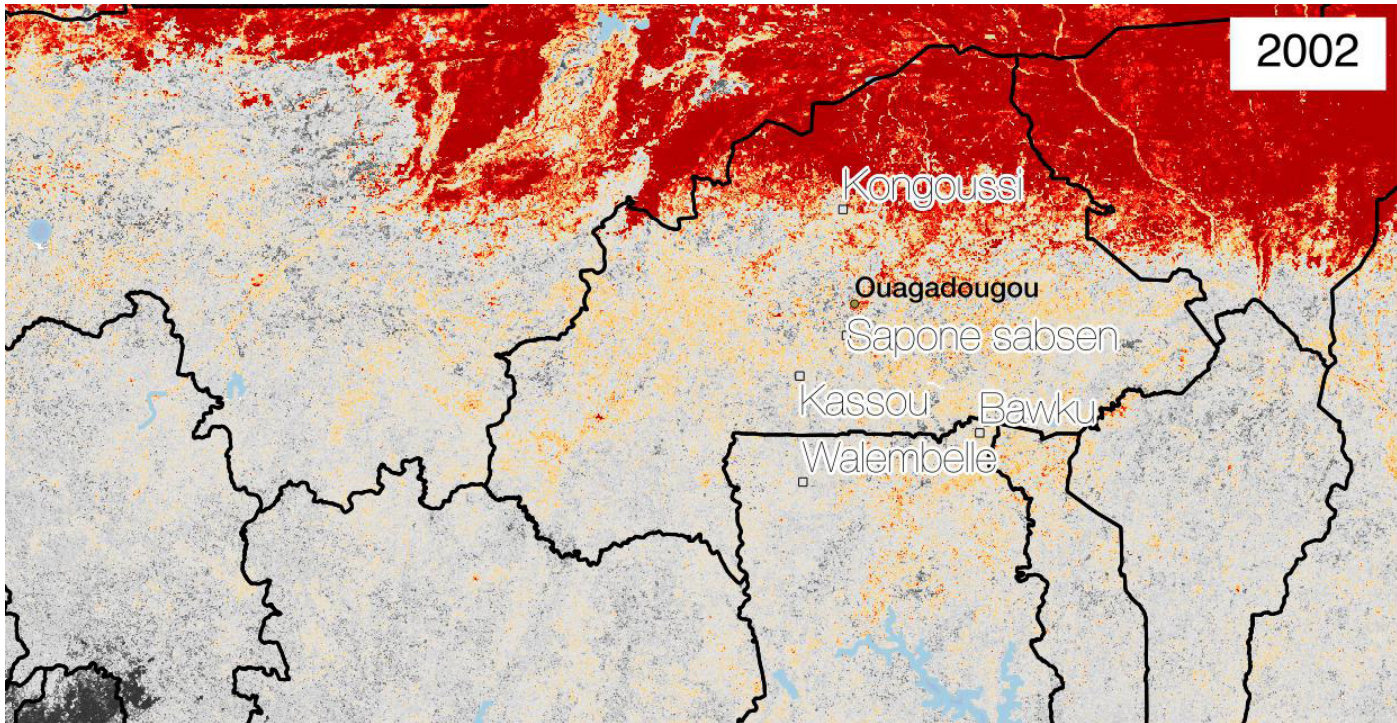 2002
Kongoussi
Ouagadougou
Sapone sabsen
Kassou
Bawku
Walembelle